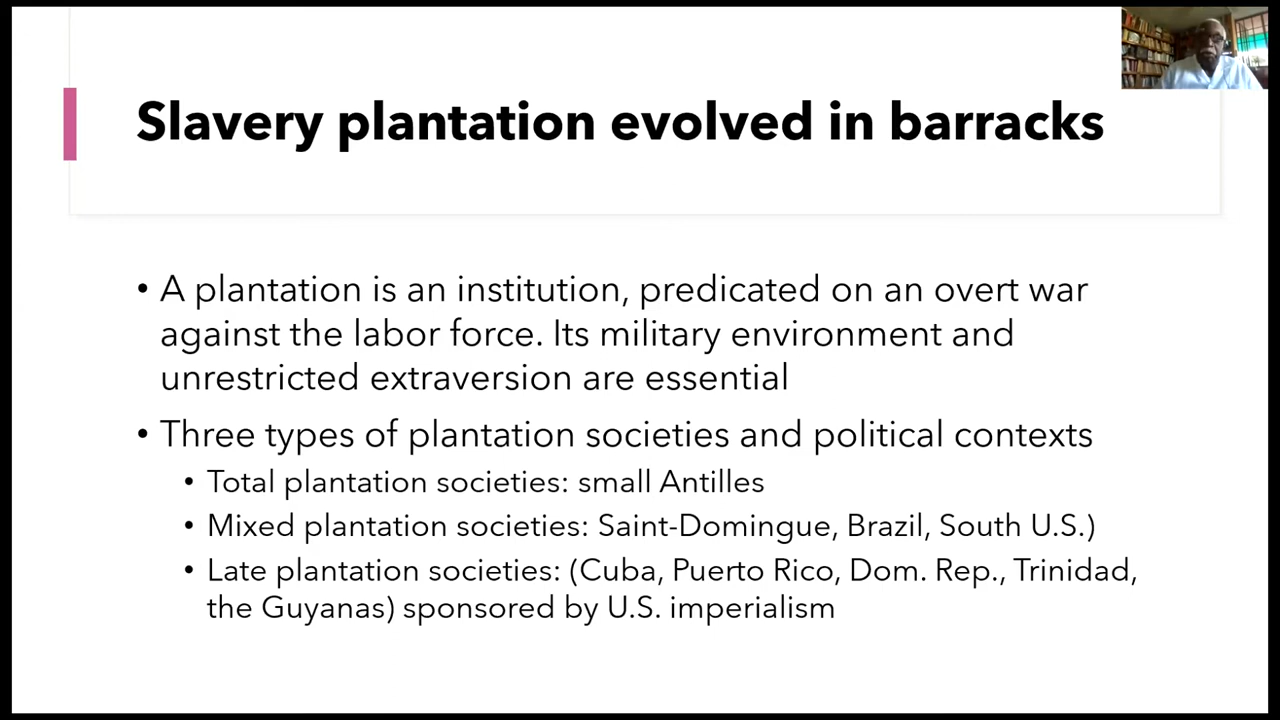 Slavery plantation evolved in barracks
• A plantation is an institution, predicated on an overt war
against the labor force. Its military environment and
unrestricted extraversion are essential
• Three types of plantation societies and political contexts
• Total plantation societies: small Antilles
• Mixed plantation societies: Saint-Domingue, Brazil, South U.S.)
• Late plantation societies: (Cuba, Puerto Rico, Dom. Rep., Trinidad,
the Guyanas) sponsored by U.S. imperialism